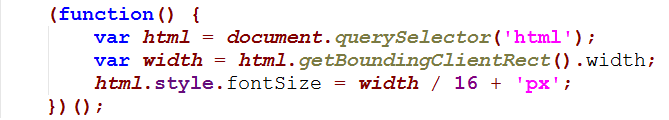 (function() {
    var html = document.querySelector('html');
    var width = html.getBoundingClientRect().width;
    html.style.fontSize = width / 16 + 'px';
})();